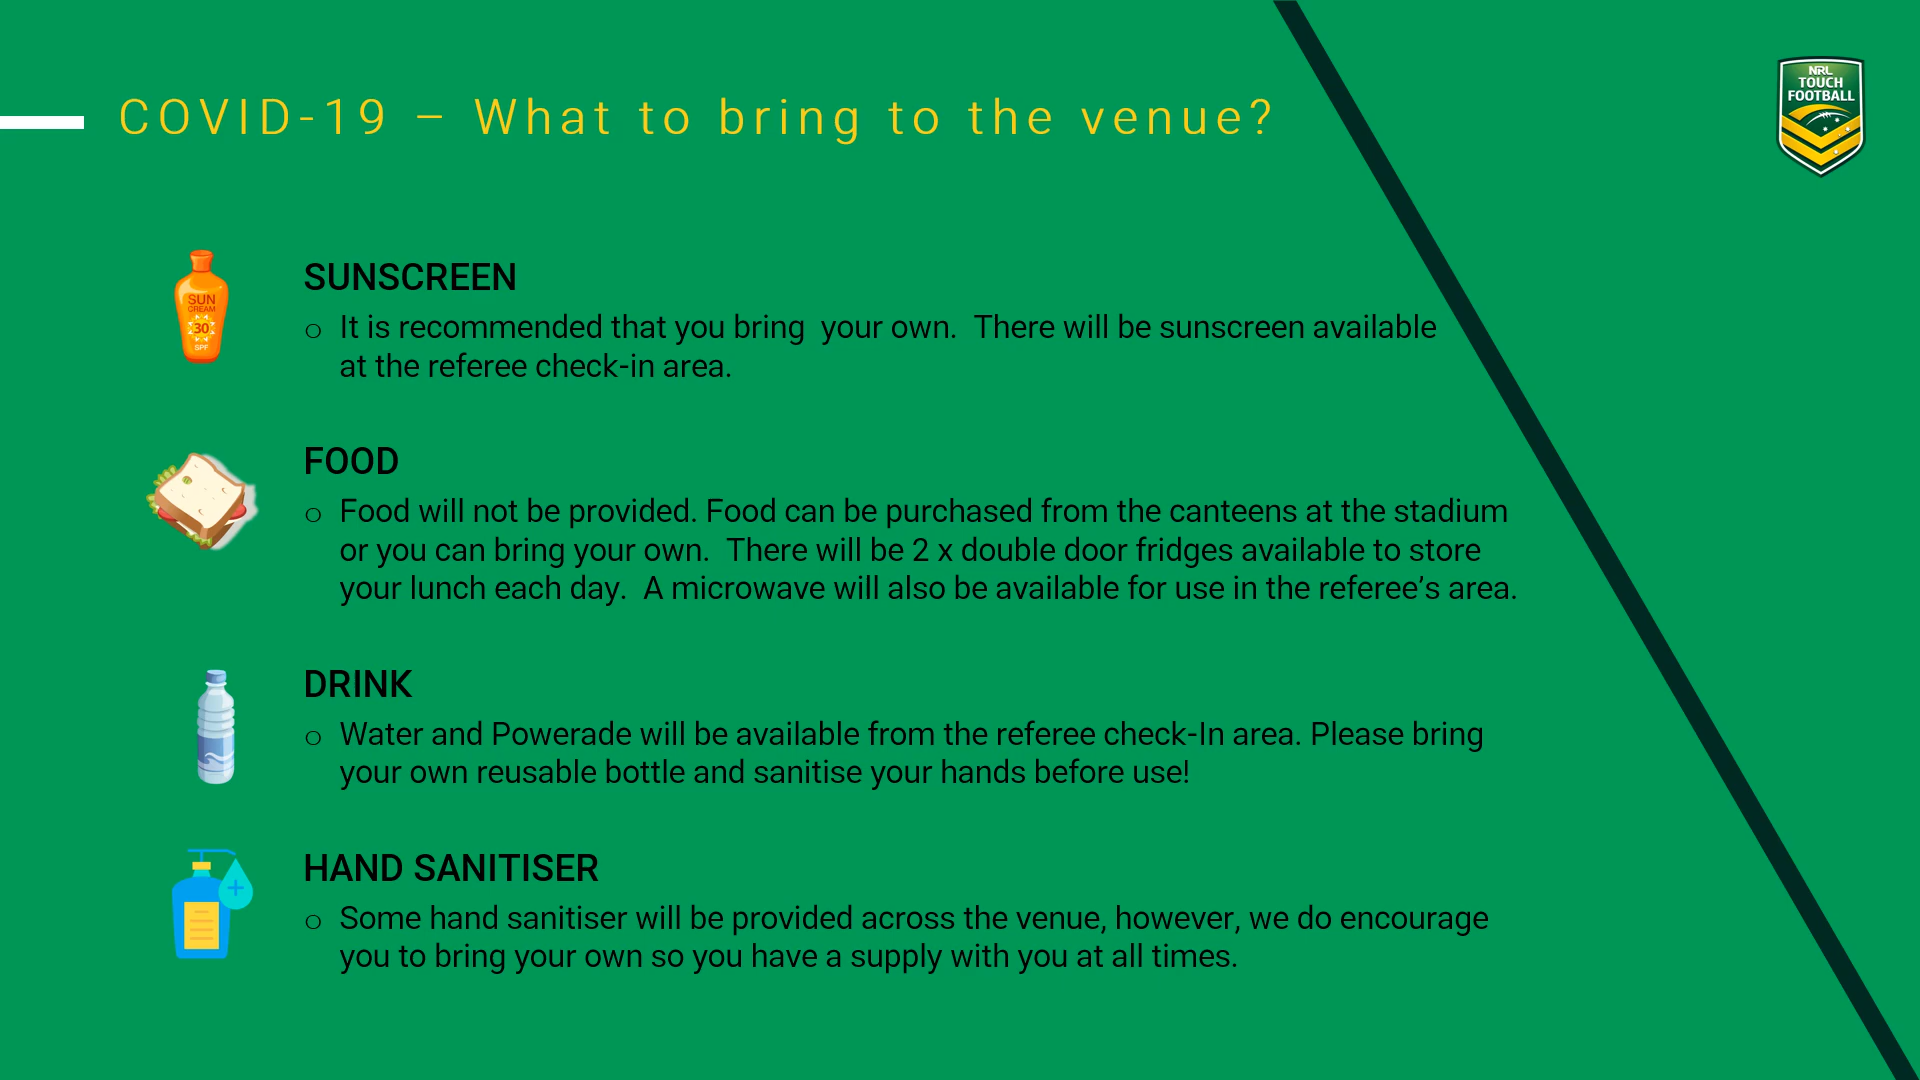 COVID-19 – What to bring to the venue?
NRL
TOUCH
FOOTBALL
SUN
CREAM
30
SPF
SUNSCREEN
o It is recommended that you bring  your own.  There will be sunscreen available
at the referee check-in area.
FOOD
o Food will not be provided. Food can be purchased from the canteens at the stadium
or you can bring your own.  There will be 2 x double door fridges available to store
your lunch each day.  A microwave will also be available for use in the referee’s area.
DRINK
o Water and Powerade will be available from the referee check-In area. Please bring
your own reusable bottle and sanitise your hands before use!
HAND SANITISER
o Some hand sanitiser will be provided across the venue, however, we do encourage
you to bring your own so you have a supply with you at all times.